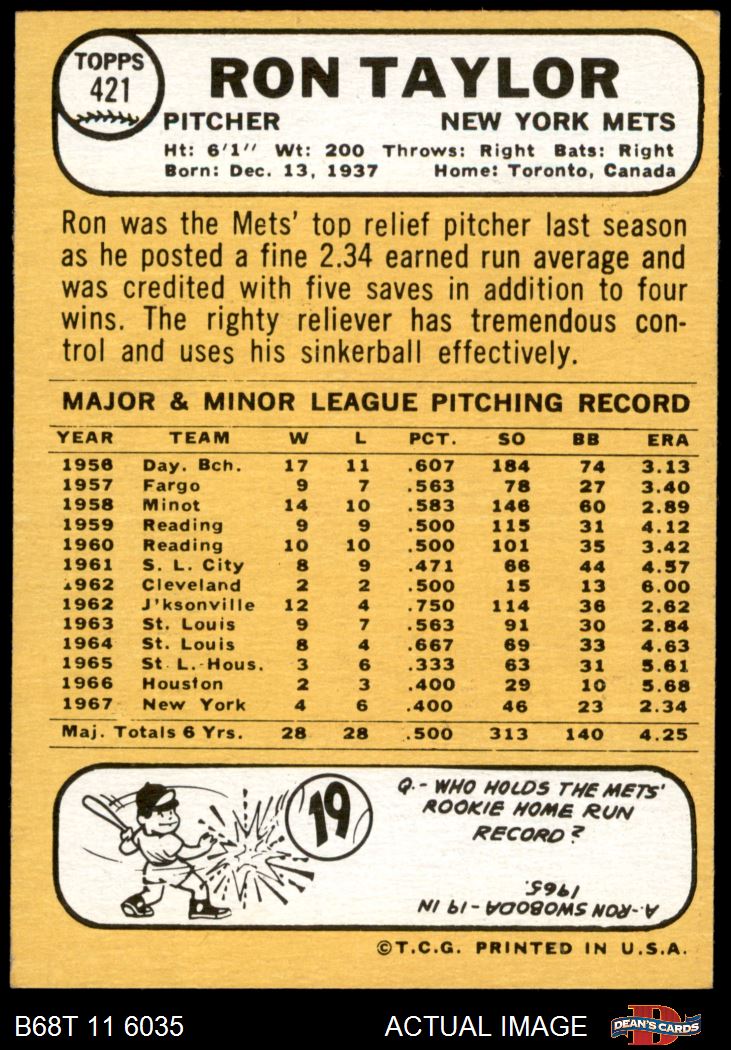 TOPPS
421
RON TAYLOR
PITCHER NEW YORK METS
Ht: 6'1" Wt: 200 Throws: Right Bats: Right
Born: Dec. 13, 1937 Home: Toronto, Canada
Ron was the Mets' top relief pitcher last season
as he posted a fine 2.34 earned run average and
was credited with five saves in addition to four
wins. The righty reliever has tremendous con-
trol and uses his sinkerball effectively.
MAJOR & MINOR LEAGUE PITCHING RECORD
YEAR TEAM W L PCT. SO BB ERA
1956 Day. Bch. 17 11 .607 184 74 3.13
1957 Fargo 9 7 .563 78 27 3.40
1958 Minot 14 10 .583 146 60 2.89
1959 Reading 9 9 .500 115 31 4.12
1960 Reading 10 10 .500 101 35 3.42
1961 S. L. City 8 9 .471 66 44 4.57
1962 Cleveland 2 2 .500 15 13 6.00
1962 J'ksonville 12 4 .750 114 36 2.62
1963 St. Louis 9 7 .563 91 30 2.84
1964 St. Louis 8 4 .667 69 33 4.63
1965 St. L.-Hous. 3 6 .333 63 31 5.61
1966 Houston 2 3 .400 29 10 5.68
1967 New York 4 6 .400 46 23 2.34
Maj. Totals 6 Yrs. 28 28 .500 313 140 4.25
19
Q.- WHO HOLDS THE METS'
ROOKIE HOME RUN
RECORD?
A.-RON SWOBODA-19 IN
1965.
©T.C.G. PRINTED IN U.S.A.
B68T 11 6035 ACTUAL IMAGE
DEAN'S CARDS